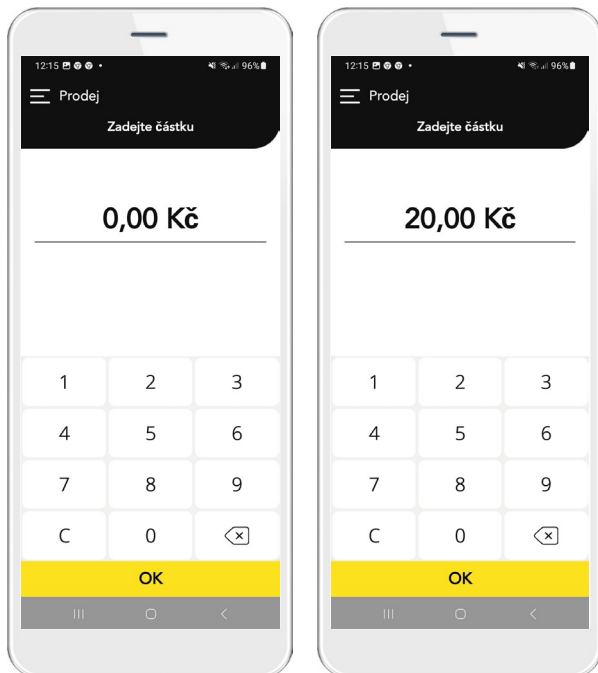 12:15
96%
Prodej
Zadejte částku
0,00 Kč
1 2 3
4 5 6
7 8 9
C 0
OK
12:15
96%
Prodej
Zadejte částku
20,00 Kč
1 2 3
4 5 6
7 8 9
C 0
OK